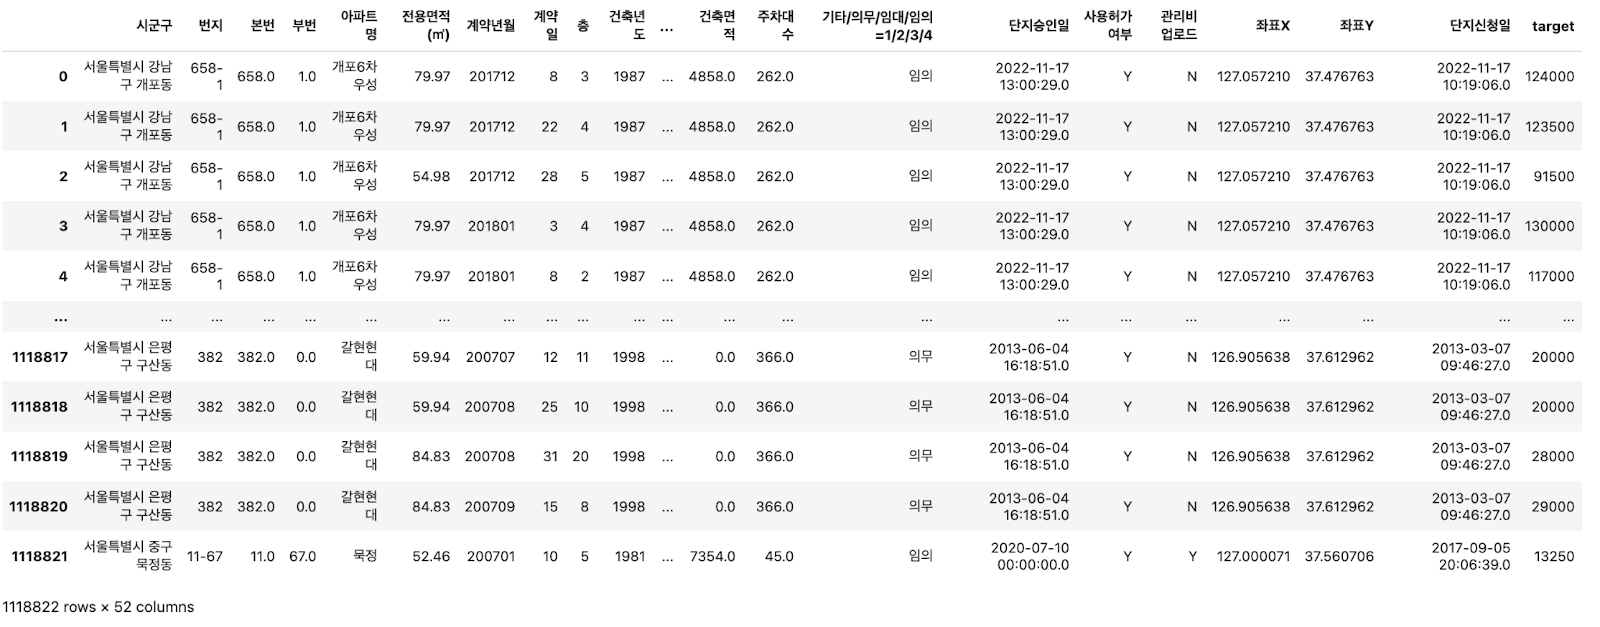 시군구 번지 본번 부번 아파트명 전용면적(㎡) 계약년월 계약일 층 건축년도 ... 건축면적 주차대수 기타/의무/임대/임의=1/2/3/4 단지승인일 사용허가여부 관리비업로드 좌표X 좌표Y 단지신청일 target
0 서울특별시 강남구 개포동 658-1 658.0 1.0 개포6차우성 79.97 201712 8 3 1987 ... 4858.0 262.0 임의 2022-11-17 13:00:29.0 Y N 127.057210 37.476763 2022-11-17 10:19:06.0 124000
1 서울특별시 강남구 개포동 658-1 658.0 1.0 개포6차우성 79.97 201712 22 4 1987 ... 4858.0 262.0 임의 2022-11-17 13:00:29.0 Y N 127.057210 37.476763 2022-11-17 10:19:06.0 123500
2 서울특별시 강남구 개포동 658-1 658.0 1.0 개포6차우성 54.98 201712 28 5 1987 ... 4858.0 262.0 임의 2022-11-17 13:00:29.0 Y N 127.057210 37.476763 2022-11-17 10:19:06.0 91500
3 서울특별시 강남구 개포동 658-1 658.0 1.0 개포6차우성 79.97 201801 3 4 1987 ... 4858.0 262.0 임의 2022-11-17 13:00:29.0 Y N 127.057210 37.476763 2022-11-17 10:19:06.0 130000
4 서울특별시 강남구 개포동 658-1 658.0 1.0 개포6차우성 79.97 201801 8 2 1987 ... 4858.0 262.0 임의 2022-11-17 13:00:29.0 Y N 127.057210 37.476763 2022-11-17 10:19:06.0 117000
... ... ... ... ... ... ... ... ... ... ... ... ... ... ... ... ... ... ... ... ... ...
1118817 서울특별시 은평구 구산동 382 382.0 0.0 갈현현대 59.94 200707 12 11 1998 ... 0.0 366.0 의무 2013-06-04 16:18:51.0 Y N 126.905638 37.612962 2013-03-07 09:46:27.0 20000
1118818 서울특별시 은평구 구산동 382 382.0 0.0 갈현현대 59.94 200708 25 10 1998 ... 0.0 366.0 의무 2013-06-04 16:18:51.0 Y N 126.905638 37.612962 2013-03-07 09:46:27.0 20000
1118819 서울특별시 은평구 구산동 382 382.0 0.0 갈현현대 84.83 200708 31 20 1998 ... 0.0 366.0 의무 2013-06-04 16:18:51.0 Y N 126.905638 37.612962 2013-03-07 09:46:27.0 28000
1118820 서울특별시 은평구 구산동 382 382.0 0.0 갈현현대 84.83 200709 15 8 1998 ... 0.0 366.0 의무 2013-06-04 16:18:51.0 Y N 126.905638 37.612962 2013-03-07 09:46:27.0 29000
1118821 서울특별시 중구 묵정동 11-67 11.0 67.0 묵정 52.46 200701 10 5 1981 ... 7354.0 45.0 임의 2020-07-10 00:00:00.0 Y Y 127.000071 37.560706 2017-09-05 20:06:39.0 13250
1118822 rows × 52 columns